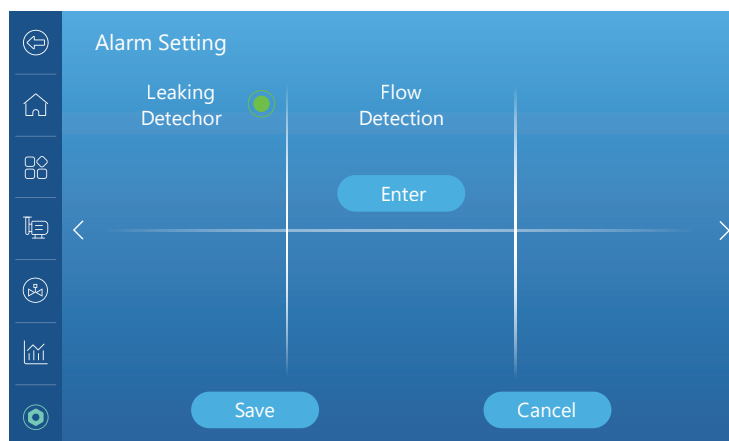 Alarm Setting
Leaking
Detechor
Flow
Detection
Enter
Save
Cancel